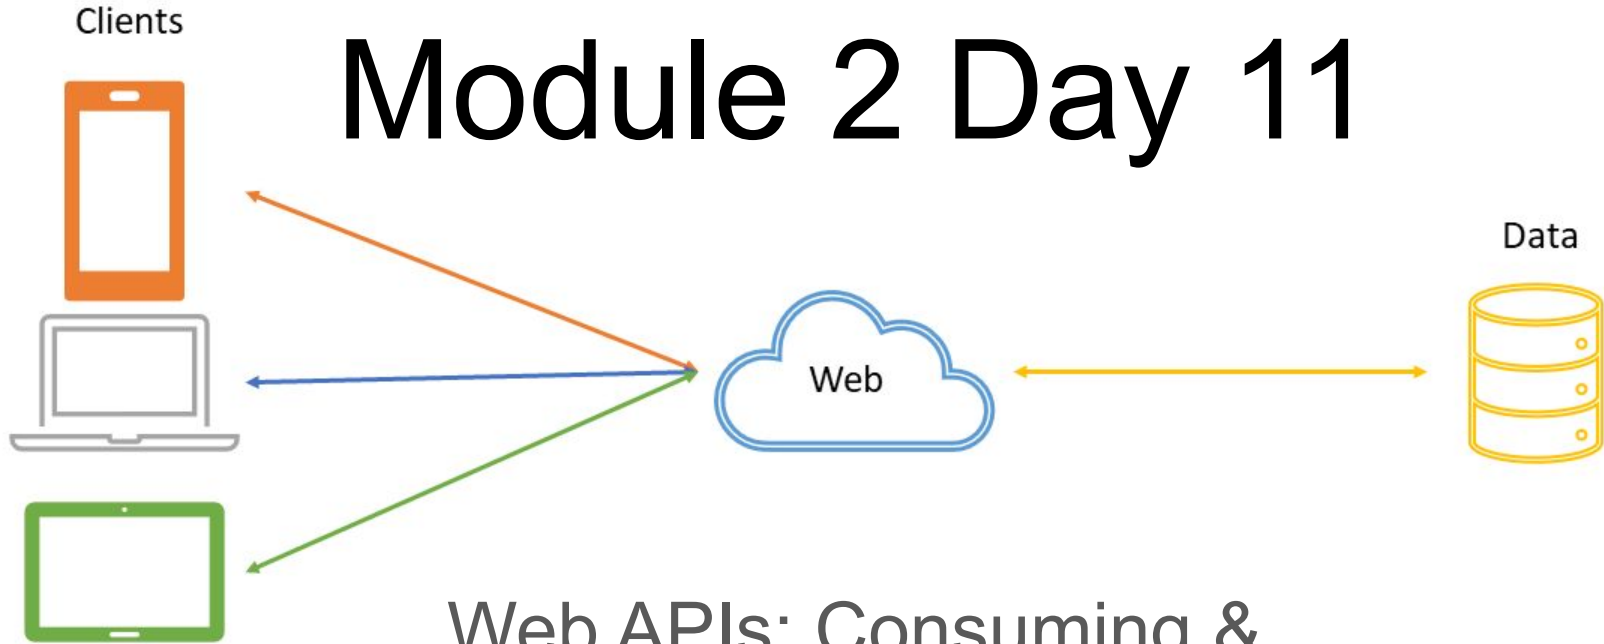 Clients
Module 2 Day 11
Data
Web
Web APIs: Consuming &